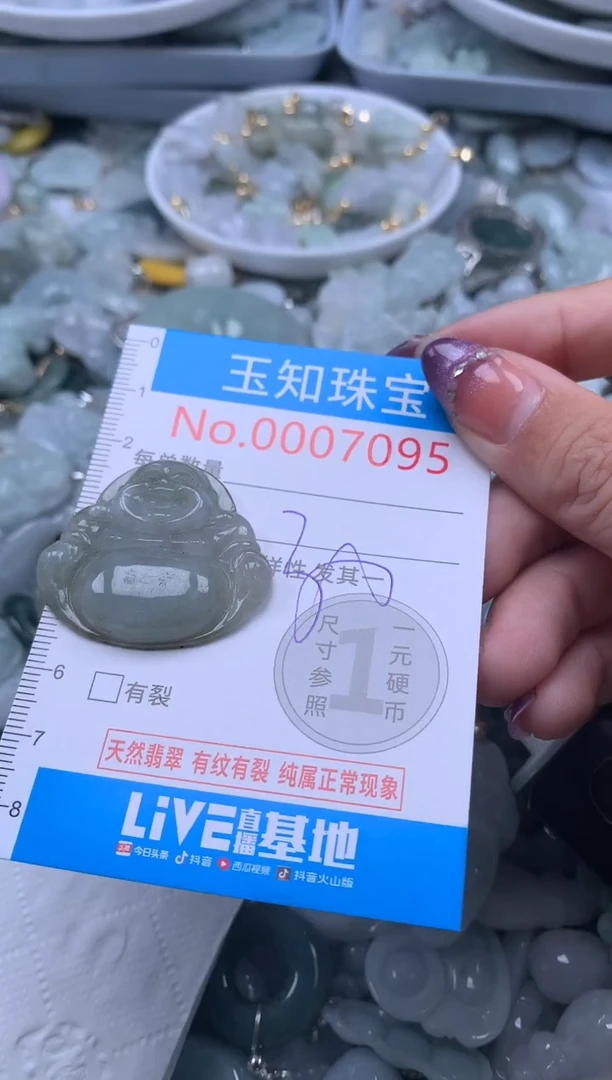 0
玉知珠宝
1
No.0007095
2
每单数量
样性发其一
尺寸参照
1
一元硬币
6
有裂
7
天然翡翠 有纹有裂 纯属正常现象
8
LiVE直播基地
今日头条 抖音 西瓜视频 抖音火山版